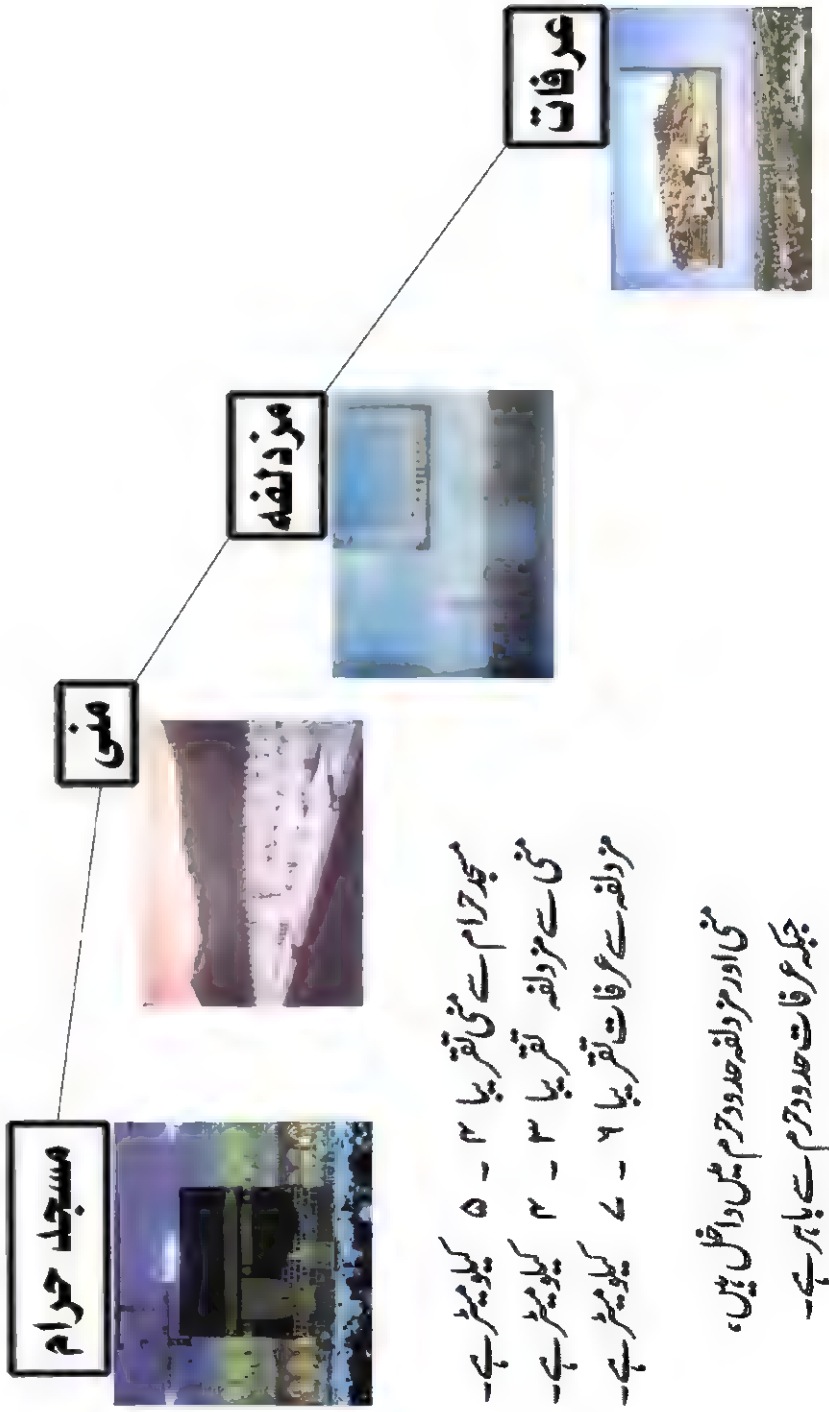 مسجد حرام
منی
مزدلفه
عرفات
مسجد حرام سے منی تقریبا ۴ - ۵ کیلومیٹر ہے۔
منی سے مزدلفہ تقریبا ۳ - ۴ کیلومیٹر ہے۔
مزدلفہ سے عرفات تقریبا ۶ - ۷ کیلومیٹر ہے۔
منی اور مزدلفہ حدود حرم میں داخل ہیں،
جبکہ عرفات حدود حرم سے باہر ہے۔